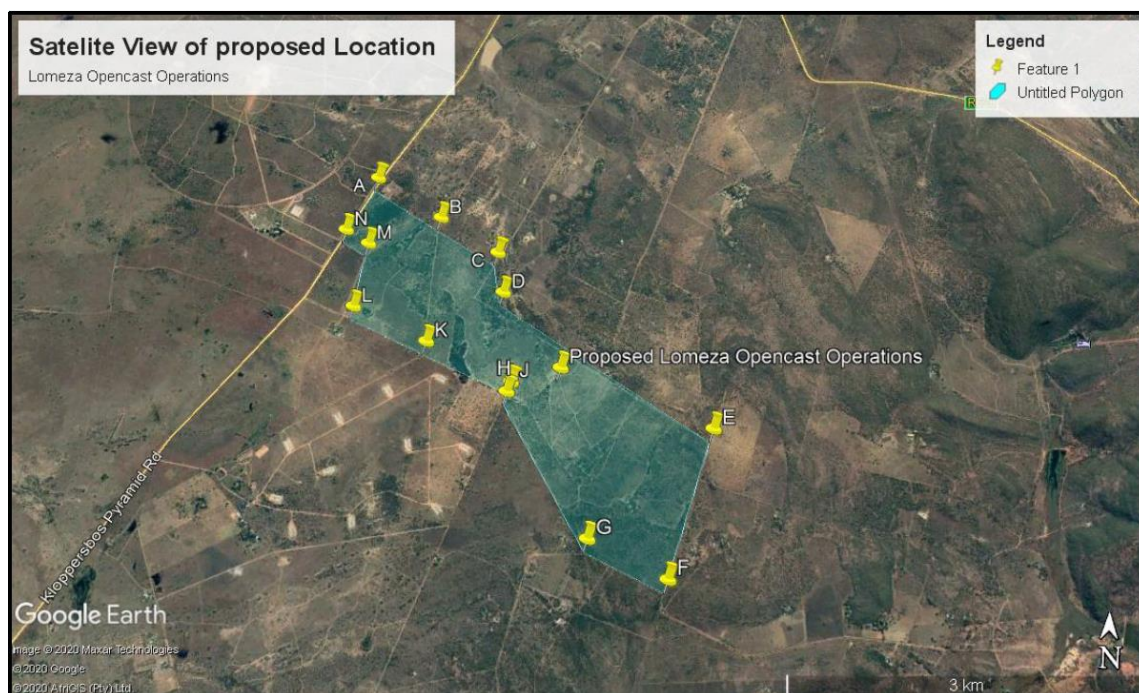 Satelite View of proposed Location
Lomeza Opencast Operations
Legend
Feature 1
Untitled Polygon
A
B
N
M
C
D
L
K
Proposed Lomeza Opencast Operations
H
J
E
G
F
Kloppersbos Pyramid Rd
Google Earth
Image © 2020 Maxar Technologies
© 2020 Google
© 2020 AfriGIS (Pty) Ltd.
N
3 km